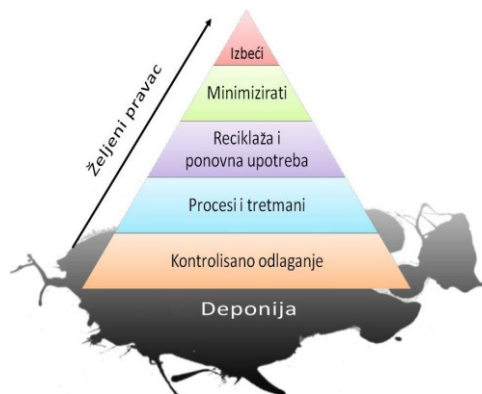 Željeni pravac
Izbeći
Minimizirati
Reciklaža i
ponovna upotreba
Procesi i tretmani
Kontrolisano odlaganje
Deponija